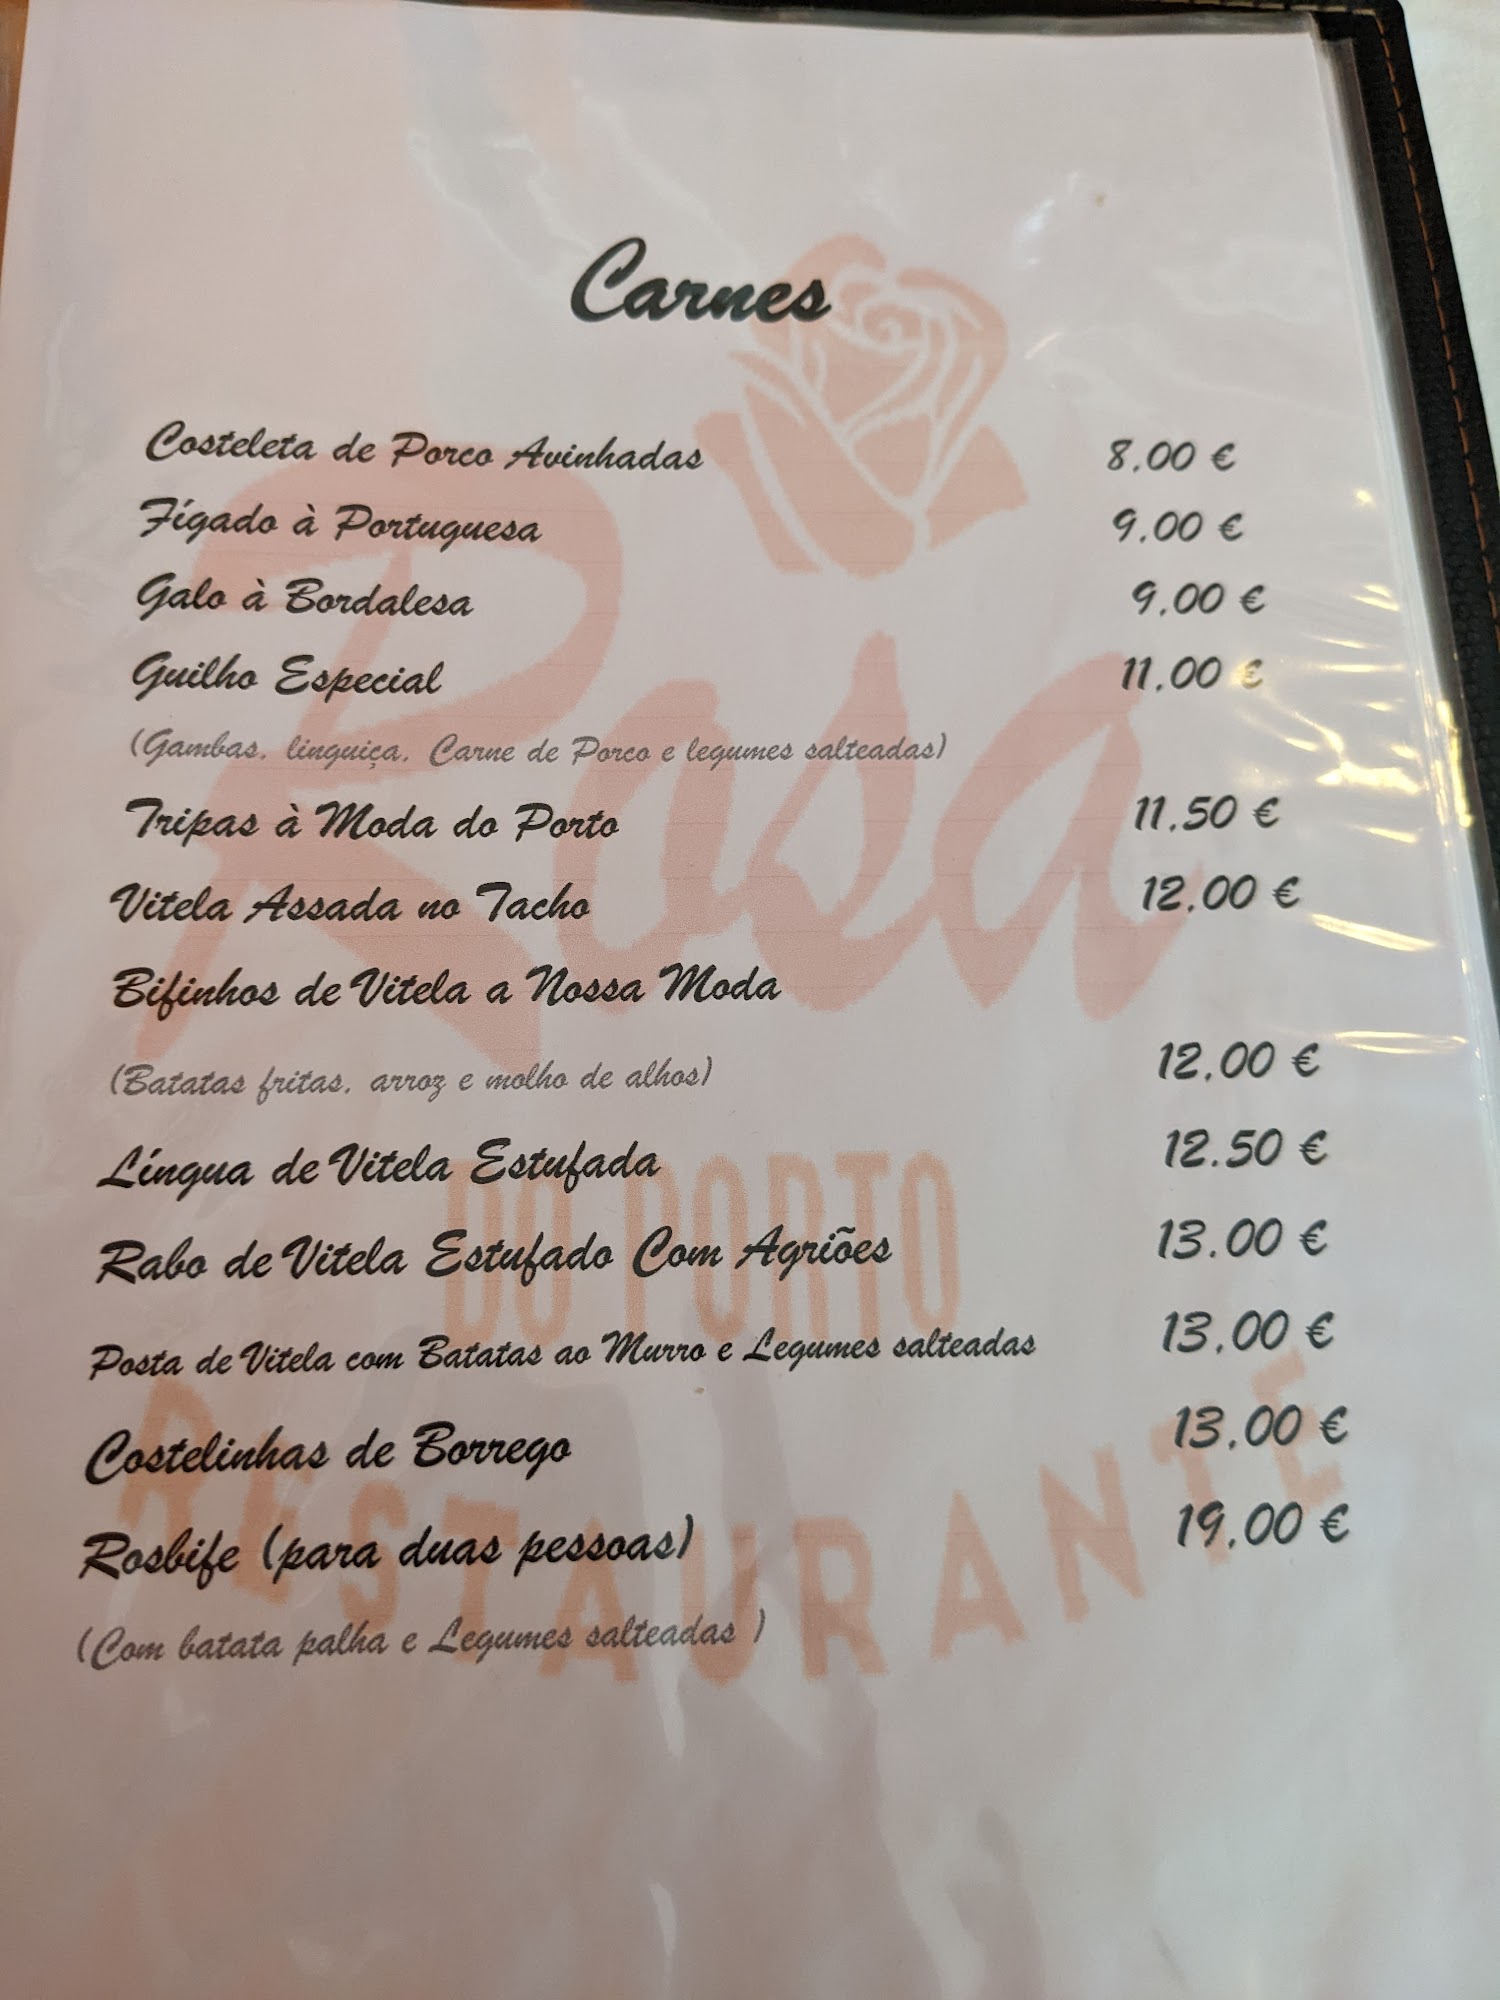 Carnes
Costeleta de Porco Avinhadas 8.00 €
Fígado à Portuguesa 9.00 €
Galo à Bordalesa 9.00 €
Guilho Especial 11.00 €
(Gambas, linguiça, Carne de Porco e legumes salteadas)
Tripas à Moda do Porto 11.50 €
Vitela Assada no Tacho 12.00 €
Bifinhos de Vitela a Nossa Moda
(Batatas fritas, arroz e molho de alhos) 12.00 €
Língua de Vitela Estufada 12.50 €
Rabo de Vitela Estufado Com Agriões 13.00 €
Posta de Vitela com Batatas ao Murro e Legumes salteadas 13.00 €
Costelinhas de Borrego 13.00 €
Rosbife (para duas pessoas) 19.00 €
(Com batata palha e Legumes salteadas )
Rosa
DO PORTO
RESTAURANTE